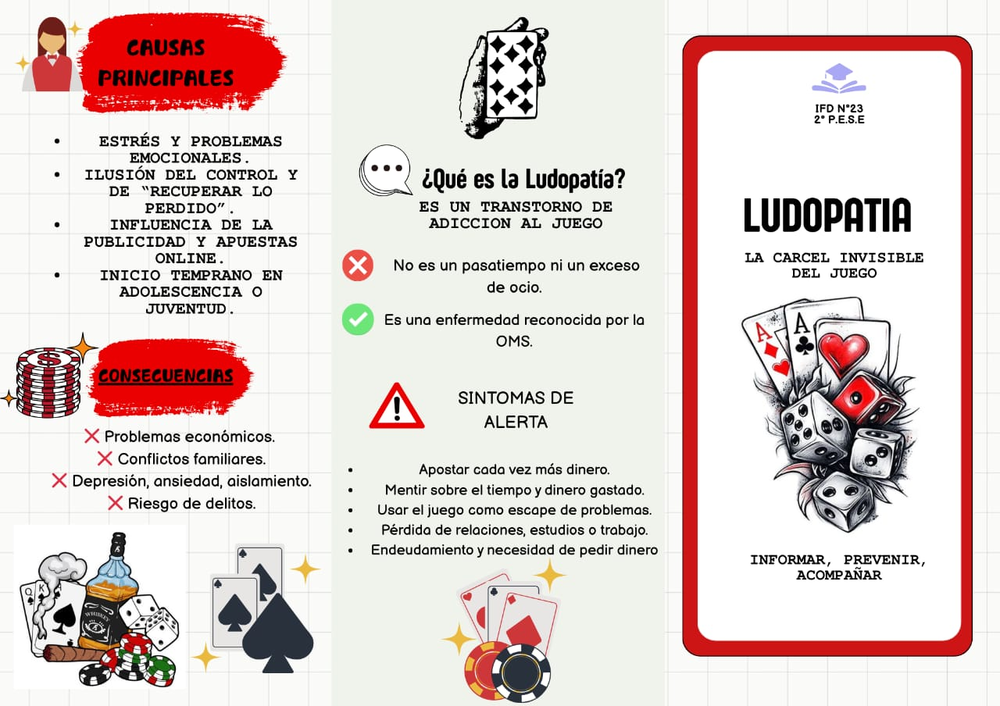 CAUSAS
PRINCIPALES
• ESTRÉS Y PROBLEMAS
EMOCIONALES.
• ILUSIÓN DEL CONTROL Y
DE “RECUPERAR LO
PERDIDO”.
• INFLUENCIA DE LA
PUBLICIDAD Y APUESTAS
ONLINE.
• INICIO TEMPRANO EN
ADOLESCENCIA O
JUVENTUD.
CONSECUENCIAS
❌ Problemas económicos.
❌ Conflictos familiares.
❌ Depresión, ansiedad, aislamiento.
❌ Riesgo de delitos.
Q K A
WHISKEY
¿Qué es la Ludopatía?
ES UN TRANSTORNO DE
ADICCION AL JUEGO
No es un pasatiempo ni un exceso
de ocio.
Es una enfermedad reconocida por la
OMS.
SINTOMAS DE
ALERTA
• Apostar cada vez más dinero.
• Mentir sobre el tiempo y dinero gastado.
• Usar el juego como escape de problemas.
• Pérdida de relaciones, estudios o trabajo.
• Endeudamiento y necesidad de pedir dinero
IFD N°23
2° P.E.S.E
LUDOPATIA
LA CARCEL INVISIBLE
DEL JUEGO
A A
INFORMAR, PREVENIR,
ACOMPAÑAR